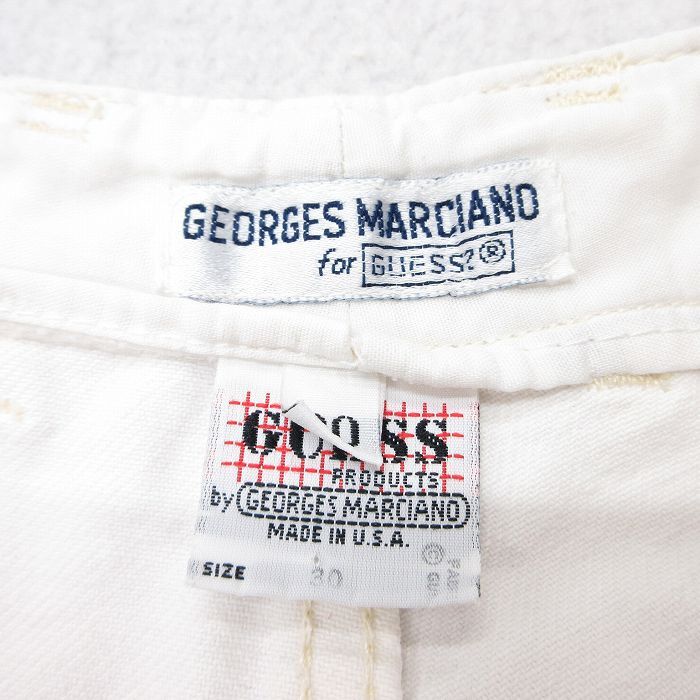 GEORGES MARCIANO
for GUESS?®
PRODUCTS
by GEORGES MARCIANO
MADE IN U.S.A.
SIZE 30
©